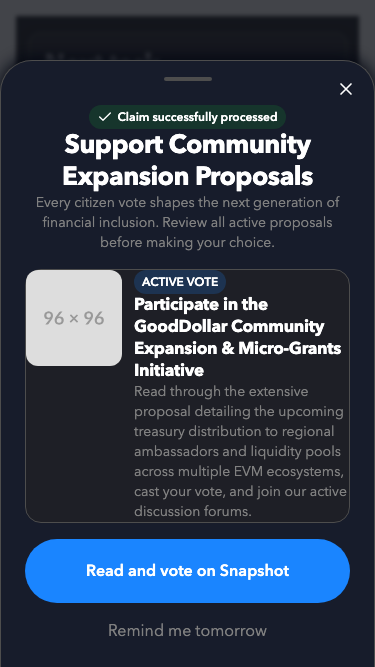 Claim successfully processed
Support Community
Expansion Proposals
Every citizen vote shapes the next generation of
financial inclusion. Review all active proposals
before making your choice.
96 × 96
ACTIVE VOTE
Participate in the
GoodDollar Community
Expansion & Micro-Grants
Initiative
Read through the extensive
proposal detailing the upcoming
treasury distribution to regional
ambassadors and liquidity pools
across multiple EVM ecosystems,
cast your vote, and join our active
discussion forums.
Read and vote on Snapshot
Remind me tomorrow